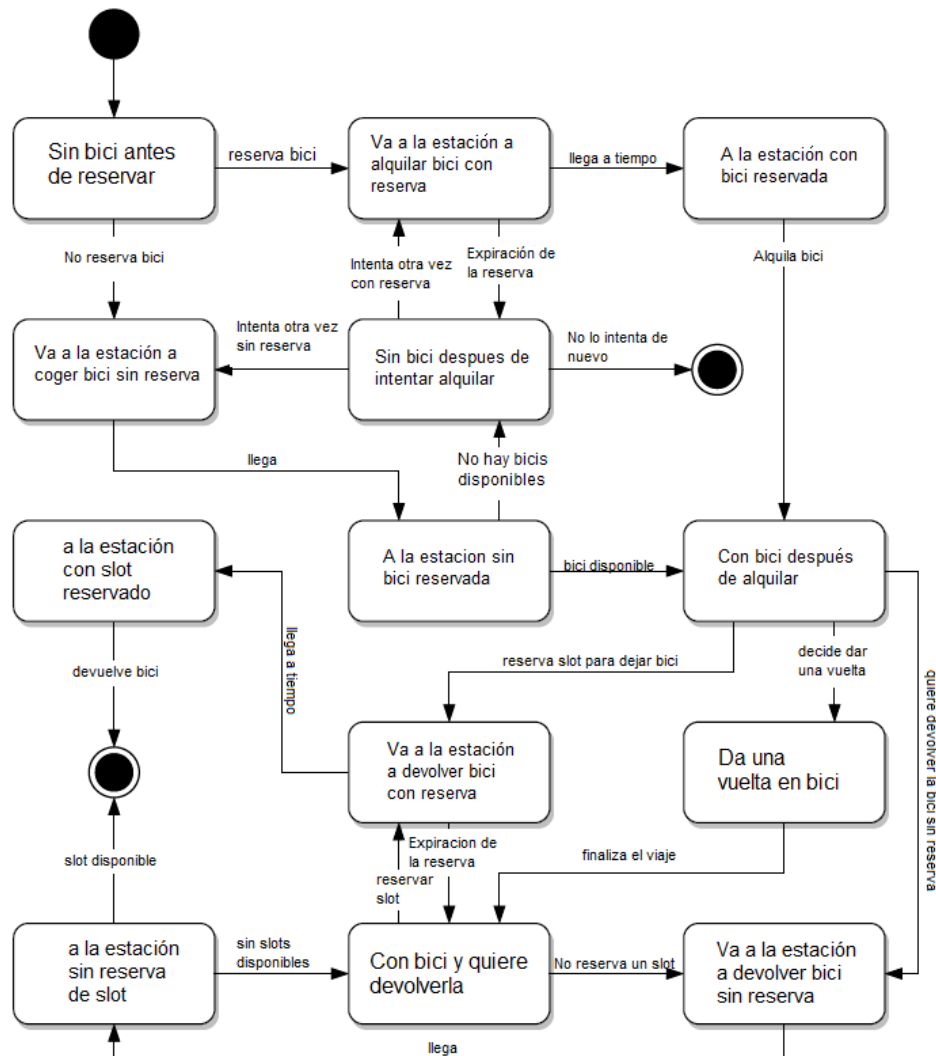 Sin bici antes
de reservar
reserva bici
Va a la estación a
alquilar bici con
reserva
llega a tiempo
A la estación con
bici reservada
No reserva bici
Intenta otra vez
con reserva
Expiración de
la reserva
Alquila bici
Va a la estación a
coger bici sin reserva
Intenta otra vez
sin reserva
Sin bici despues de
intentar alquilar
No lo intenta de
nuevo
llega
No hay bicis
disponibles
a la estación
con slot
reservado
A la estacion sin
bici reservada
bici disponible
Con bici después
de alquilar
devuelve bici
llega a tiempo
reserva slot para dejar bici
decide dar
una vuelta
quiere devolver la bici sin reserva
Va a la estación
a devolver bici
con reserva
Da una
vuelta en bici
slot disponible
reservar
slot
Expiracion de
la reserva
finaliza el viaje
a la estación
sin reserva
de slot
sin slots
disponibles
Con bici y quiere
devolverla
No reserva un slot
Va a la estación
a devolver bici
sin reserva
llega